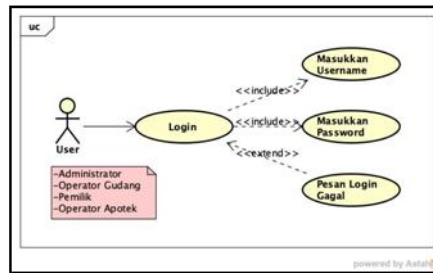 uc
Masukkan
Username
<<include>>
User
Login
<<include>>
Masukkan
Password
<<extend>>
-Administrator
-Operator Gudang
-Pemilik
-Operator Apotek
Pesan Login
Gagal
powered by Astah